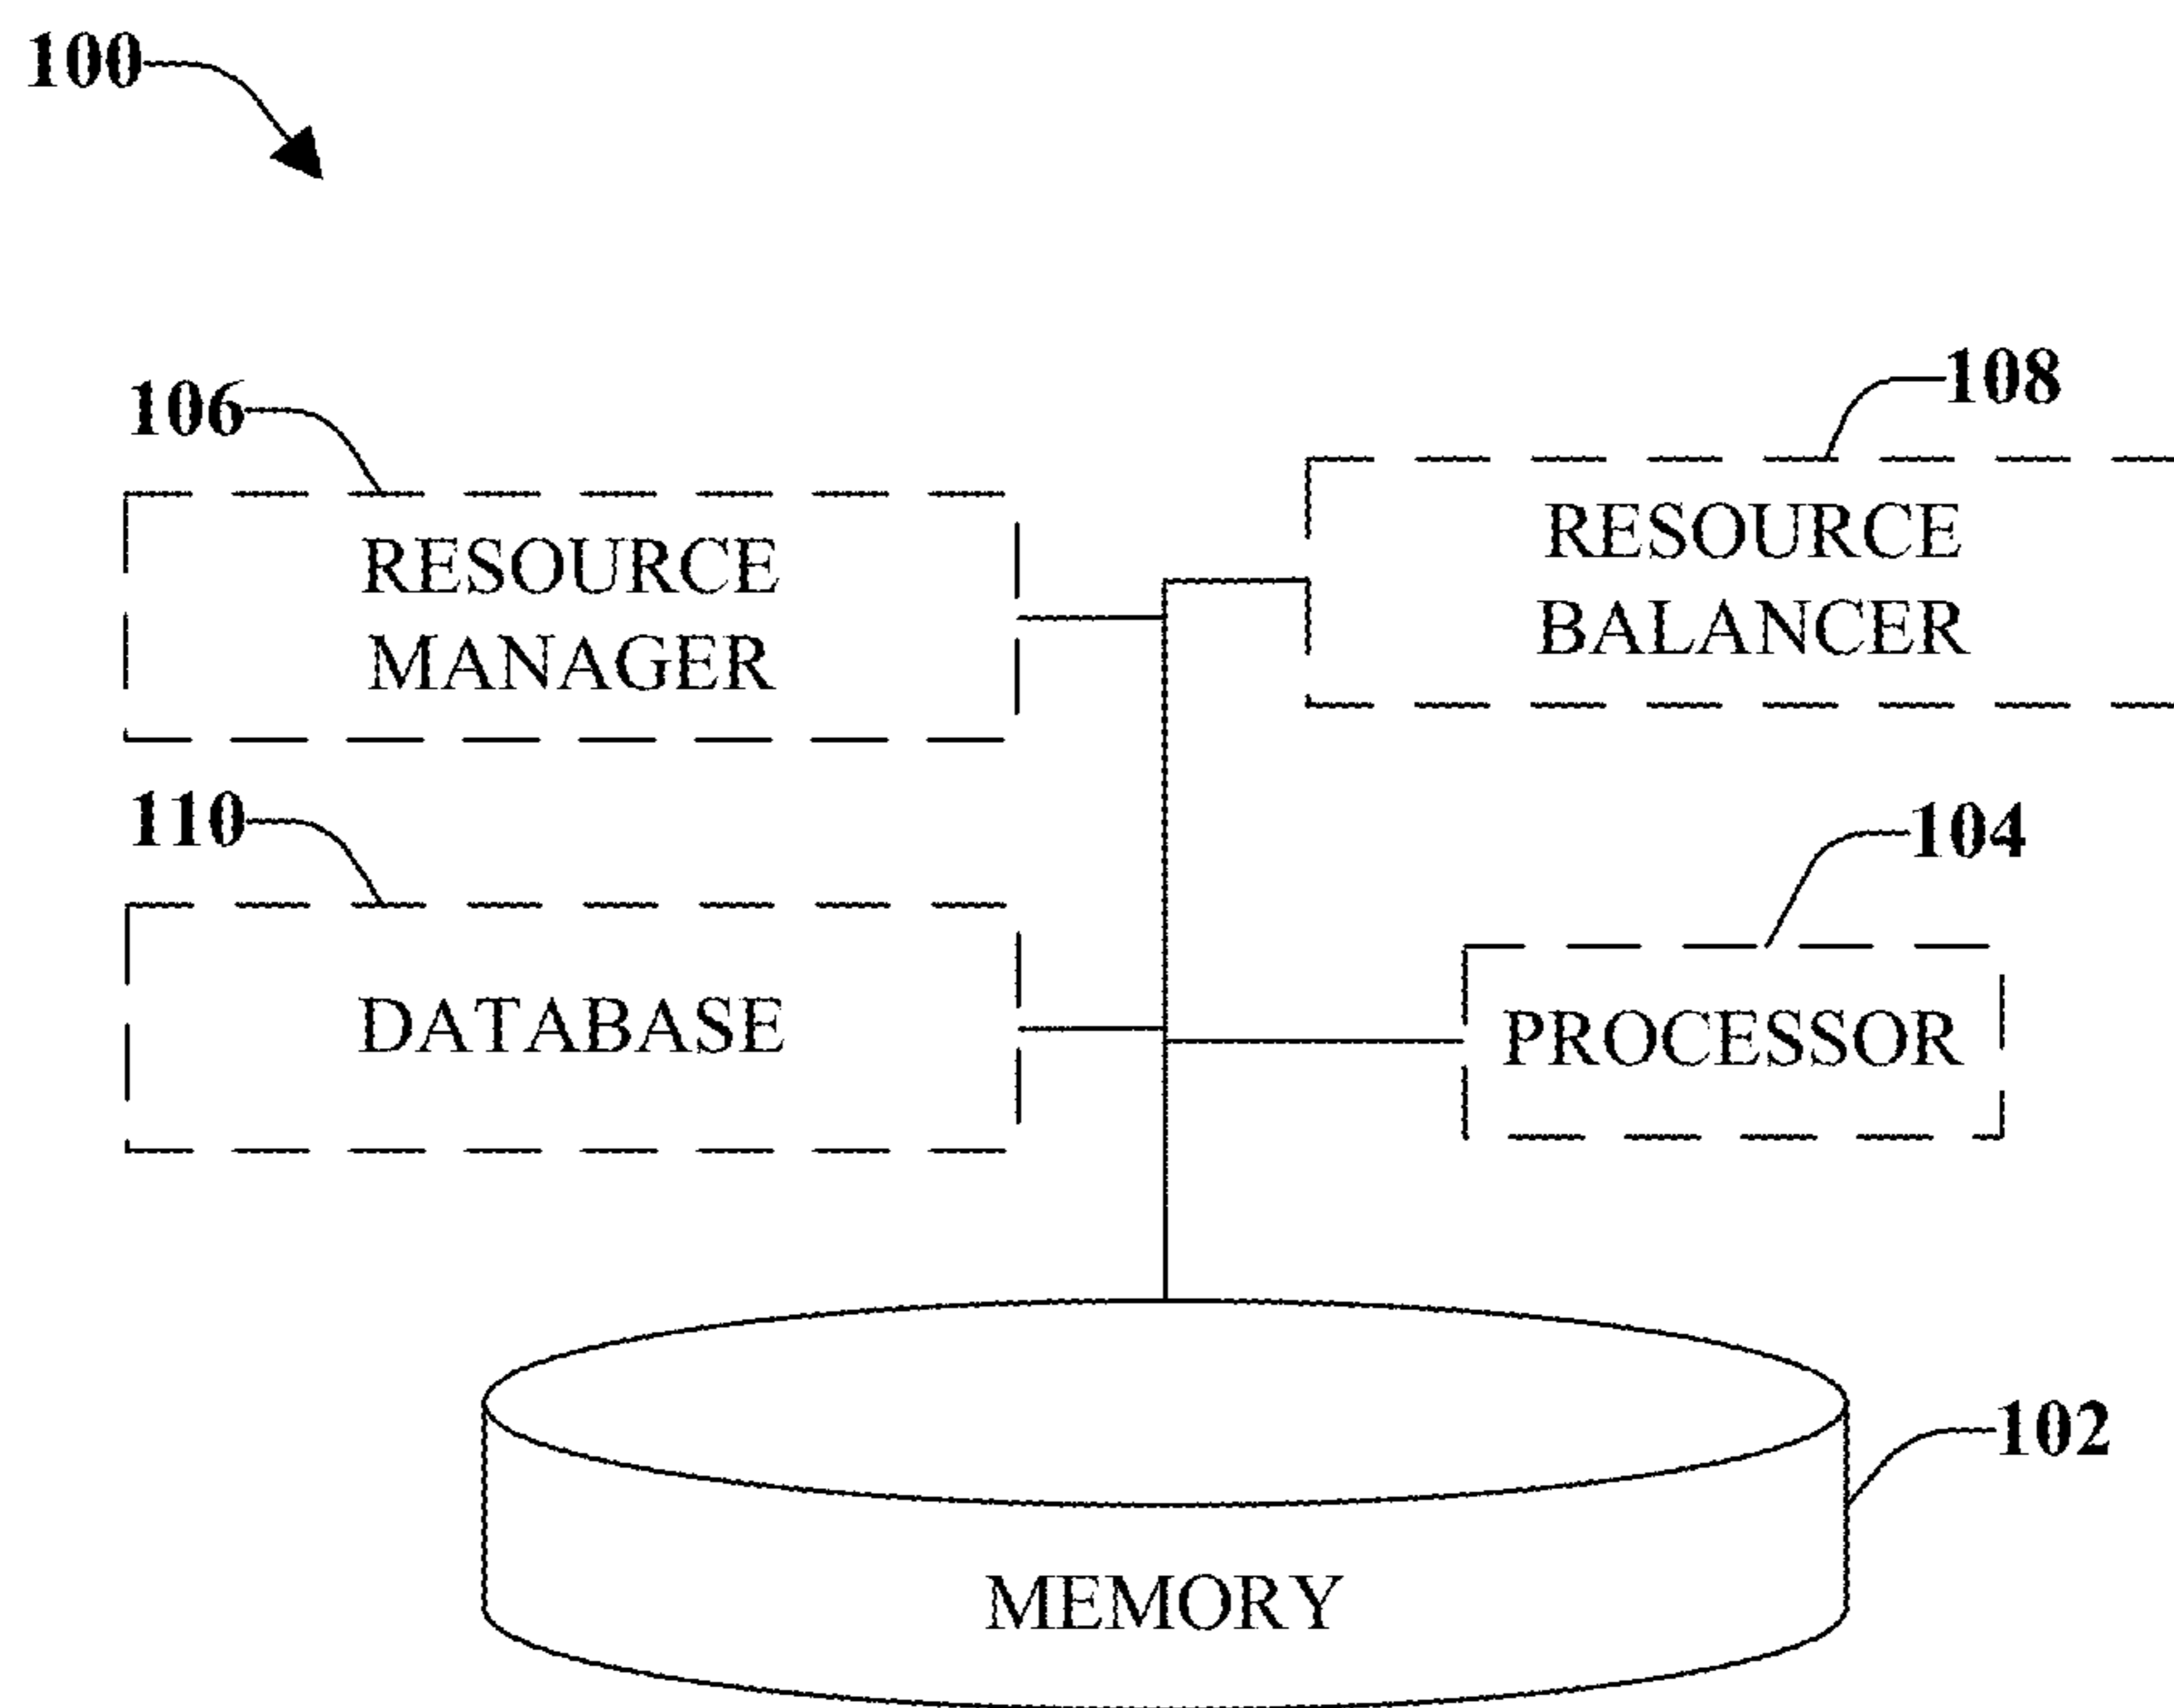 100
106
108
RESOURCE
MANAGER
RESOURCE
BALANCER
110
104
DATABASE
PROCESSOR
102
MEMORY